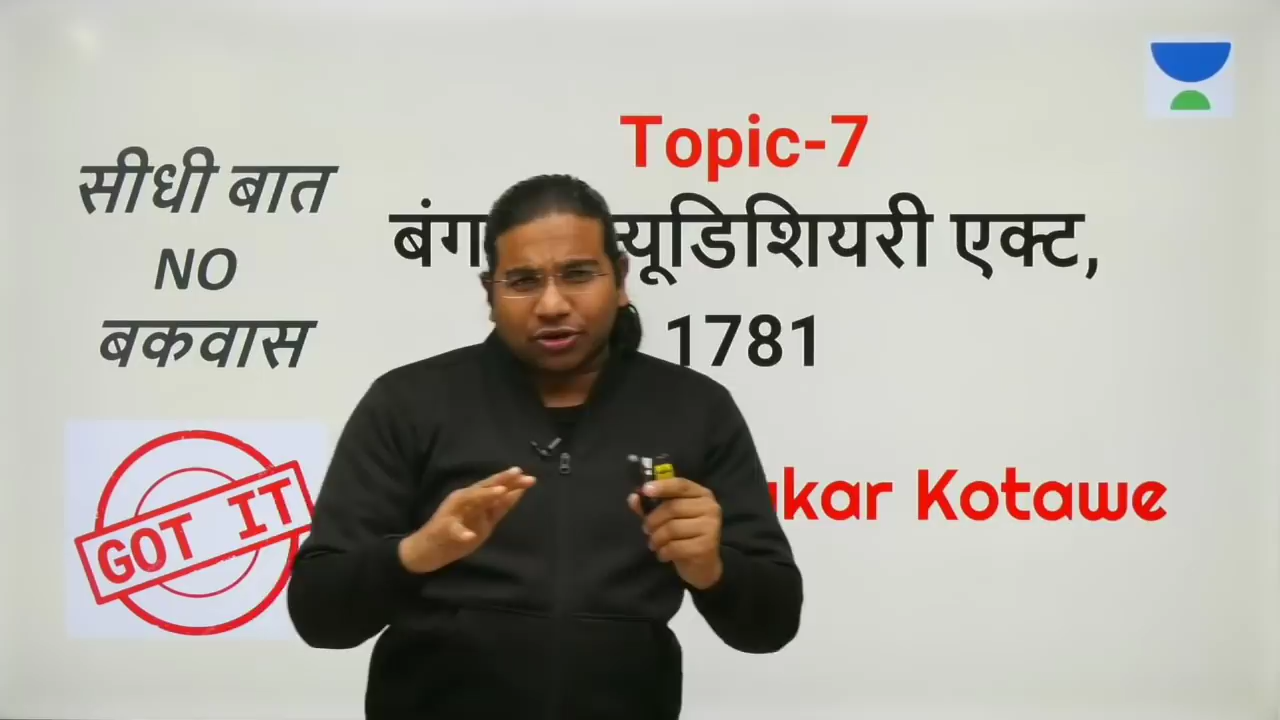 सीधी बात
NO
बकवास
Topic-7
एक्ट,
1781
Kotawe
GOT IT